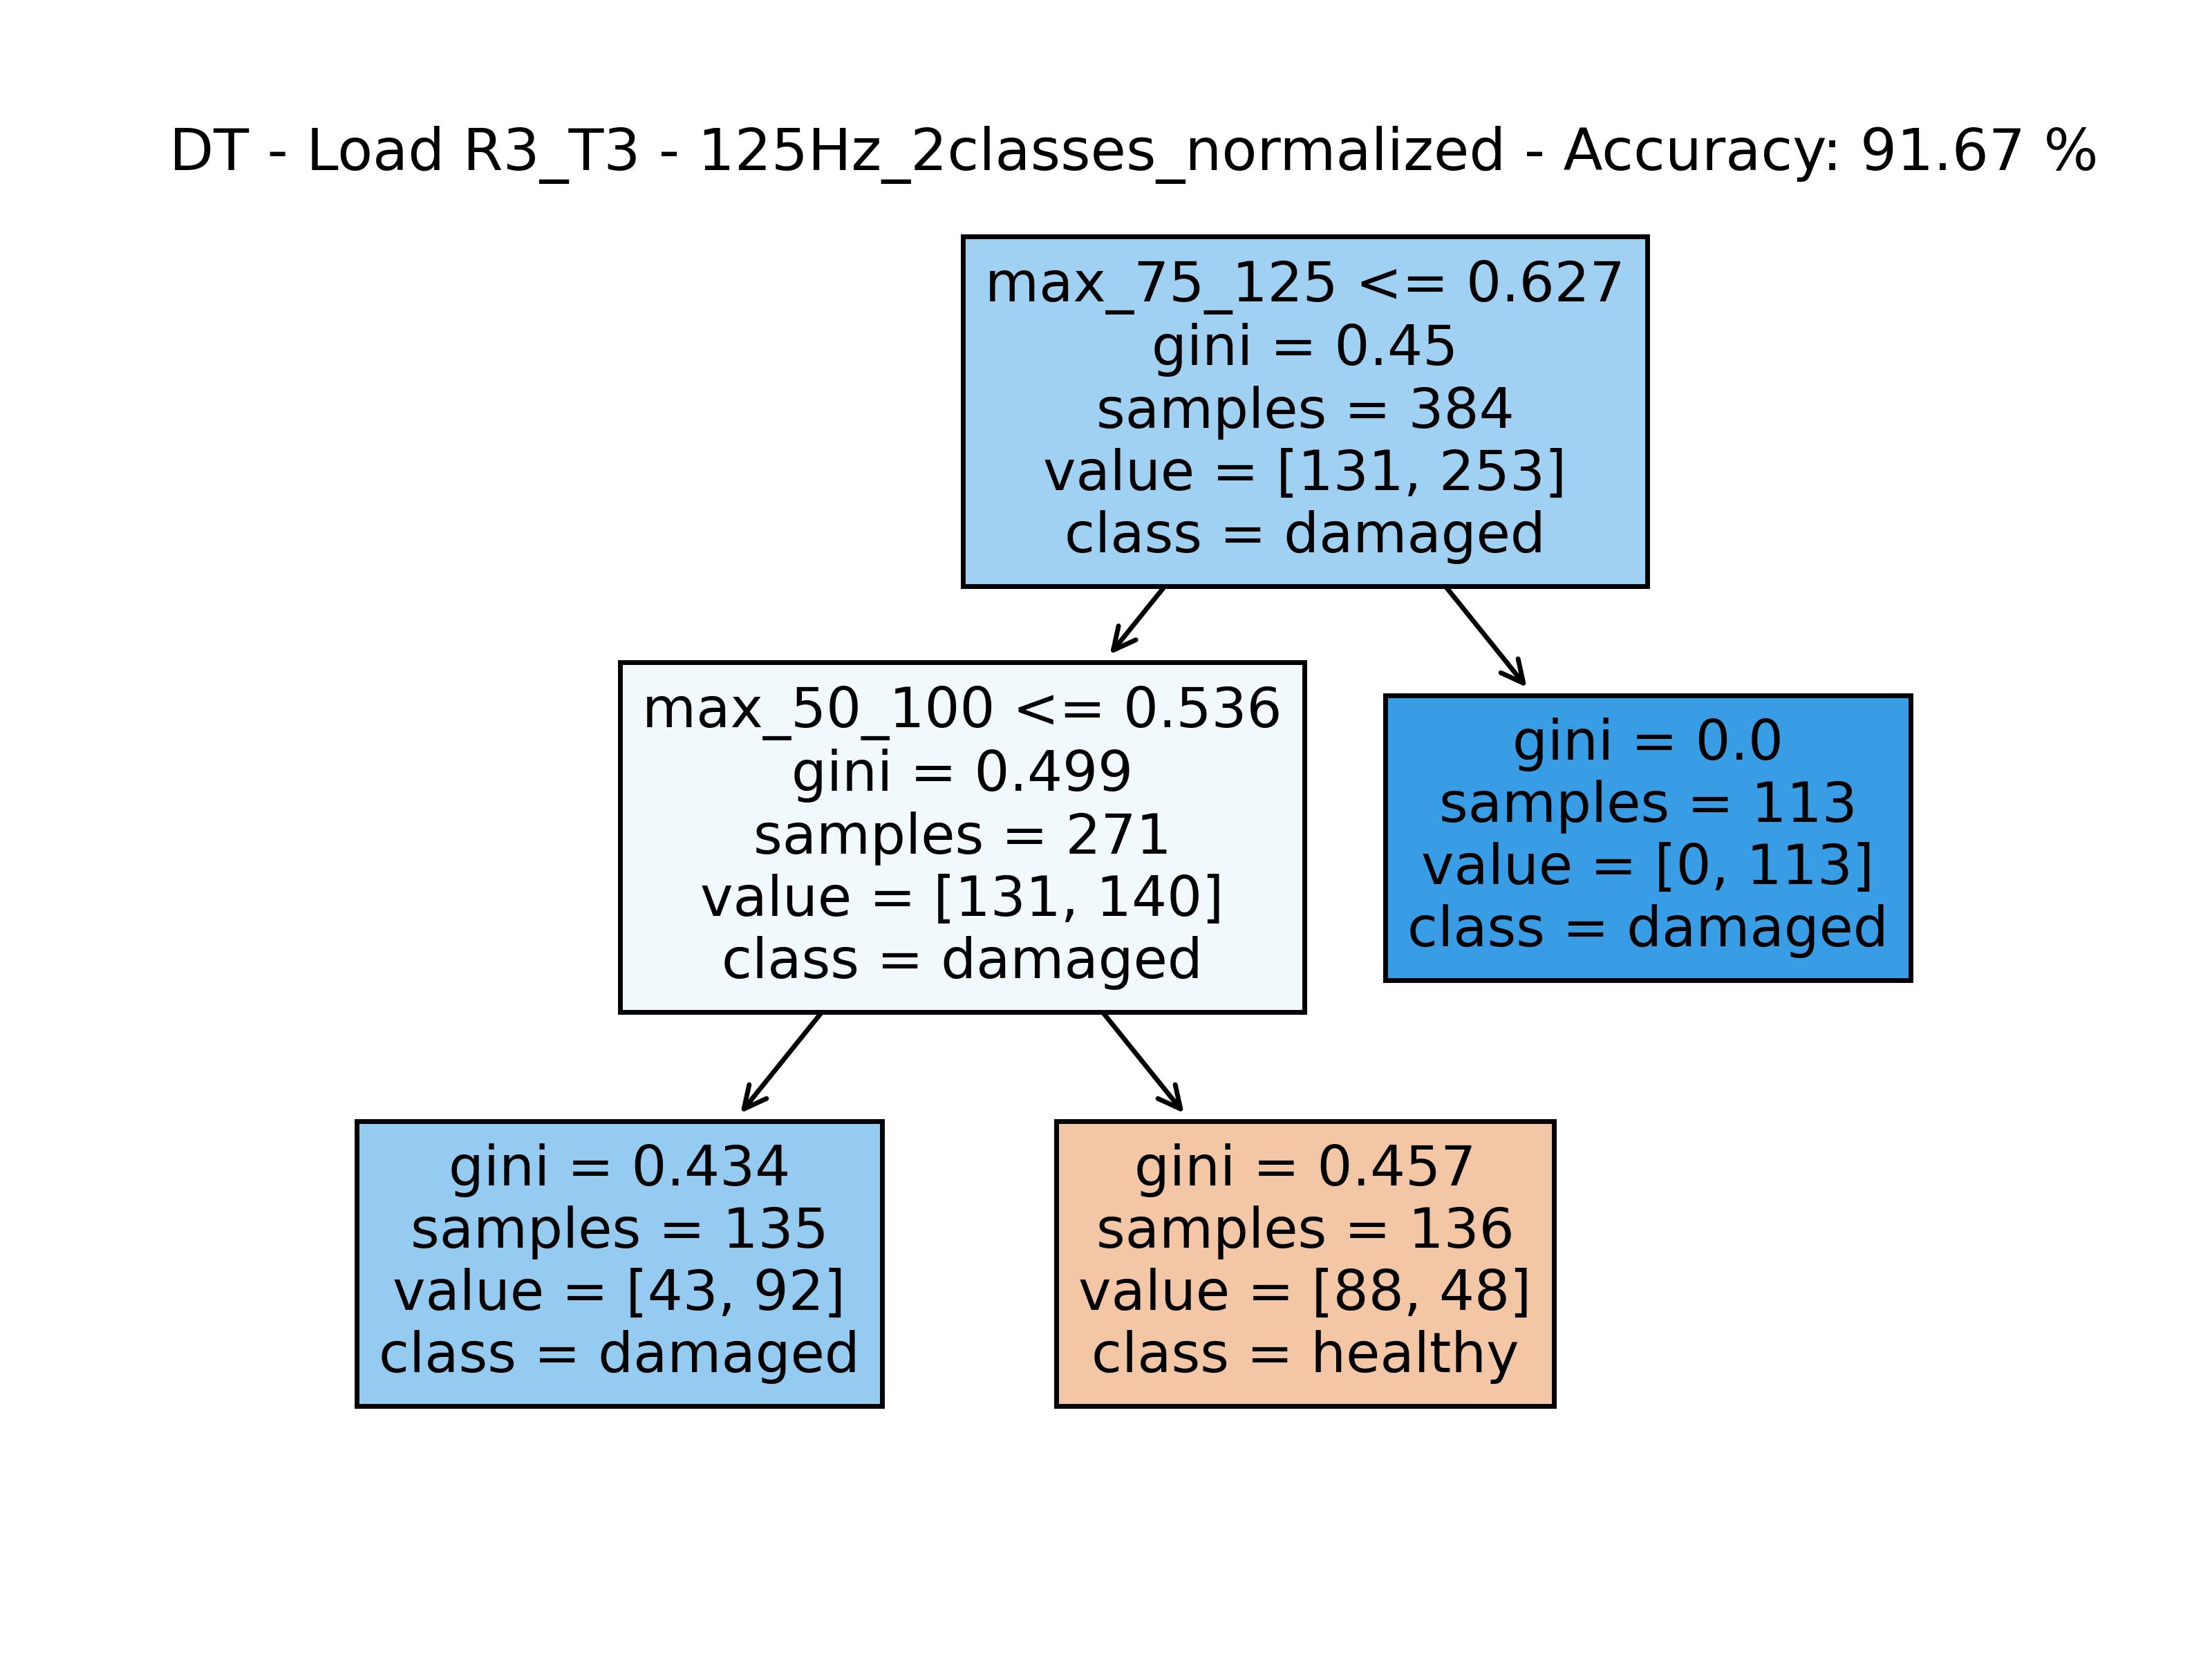 DT - Load R3_T3 - 125Hz_2classes_normalized - Accuracy: 91.67 %
max_75_125 <= 0.627
gini = 0.45
samples = 384
value = [131, 253]
class = damaged
max_50_100 <= 0.536
gini = 0.499
samples = 271
value = [131, 140]
class = damaged
gini = 0.0
samples = 113
value = [0, 113]
class = damaged
gini = 0.434
samples = 135
value = [43, 92]
class = damaged
gini = 0.457
samples = 136
value = [88, 48]
class = healthy